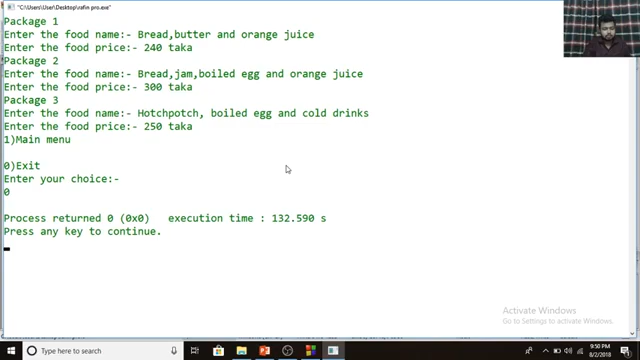 "C:\Users\User\Desktop\rafin pro.exe"
Package 1
Enter the food name:- Bread,butter and orange juice
Enter the food price:- 240 taka
Package 2
Enter the food name:- Bread,jam,boiled egg and orange juice
Enter the food price:- 300 taka
Package 3
Enter the food name:- Hotchpotch, boiled egg and cold drinks
Enter the food price:- 250 taka
1)Main menu
0)Exit
Enter your choice:-
0
Process returned 0 (0x0)   execution time : 132.590 s
Press any key to continue.
Activate Windows
Go to Settings to activate Windows.
Type here to search
9:50 PM
8/2/2018